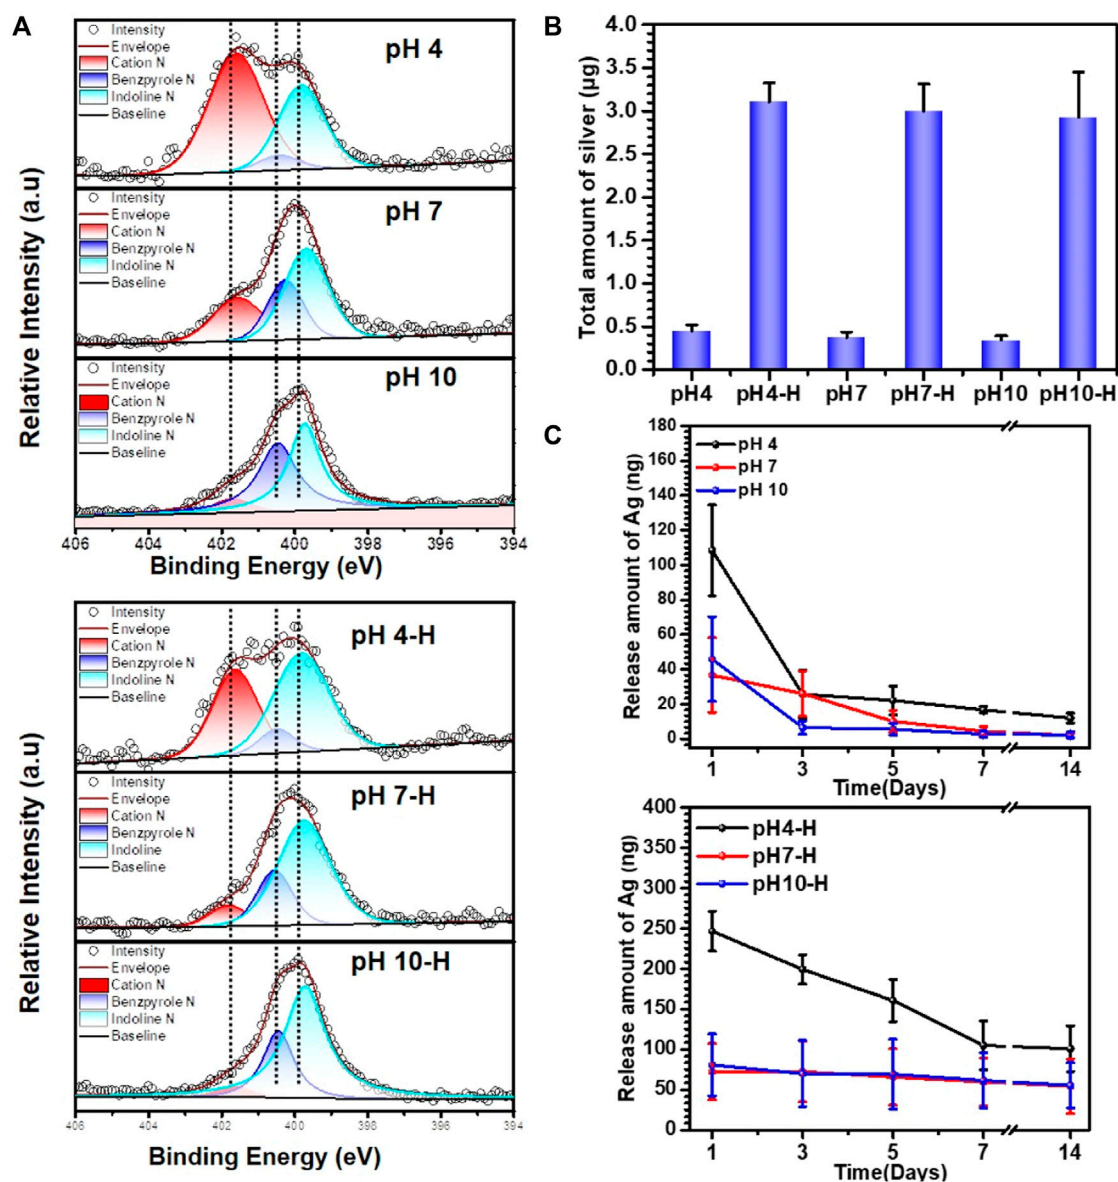 A
Relative Intensity (a.u)
Intensity
Envelope
Cation N
Benzpyrole N
Indoline N
Baseline
pH 4
Intensity
Envelope
Cation N
Benzpyrole N
Indoline N
Baseline
pH 7
Intensity
Envelope
Cation N
Benzpyrole N
Indoline N
Baseline
pH 10
406 404 402 400 398 396 394
Binding Energy (eV)
Relative Intensity (a.u)
Intensity
Envelope
Cation N
Benzpyrole N
Indoline N
Baseline
pH 4-H
Intensity
Envelope
Cation N
Benzpyrole N
Indoline
Baseline
pH 7-H
Intensity
Envelope
Cation N
Benzpyrole N
Indoline N
Baseline
pH 10-H
406 404 402 400 398 396 394
Binding Energy (eV)
B
Total amount of silver (µg)
4.0
3.5
3.0
2.5
2.0
1.5
1.0
0.5
0.0
pH4 pH4-H pH7 pH7-H pH10 pH10-H
C
Release amount of Ag (ng)
180
160
140
120
100
80
60
40
20
0
pH 4
pH 7
pH 10
1 3 5 7 14
Time(Days)
Release amount of Ag (ng)
400
350
300
250
200
150
100
50
0
pH4-H
pH7-H
pH10-H
1 3 5 7 14
Time(Days)